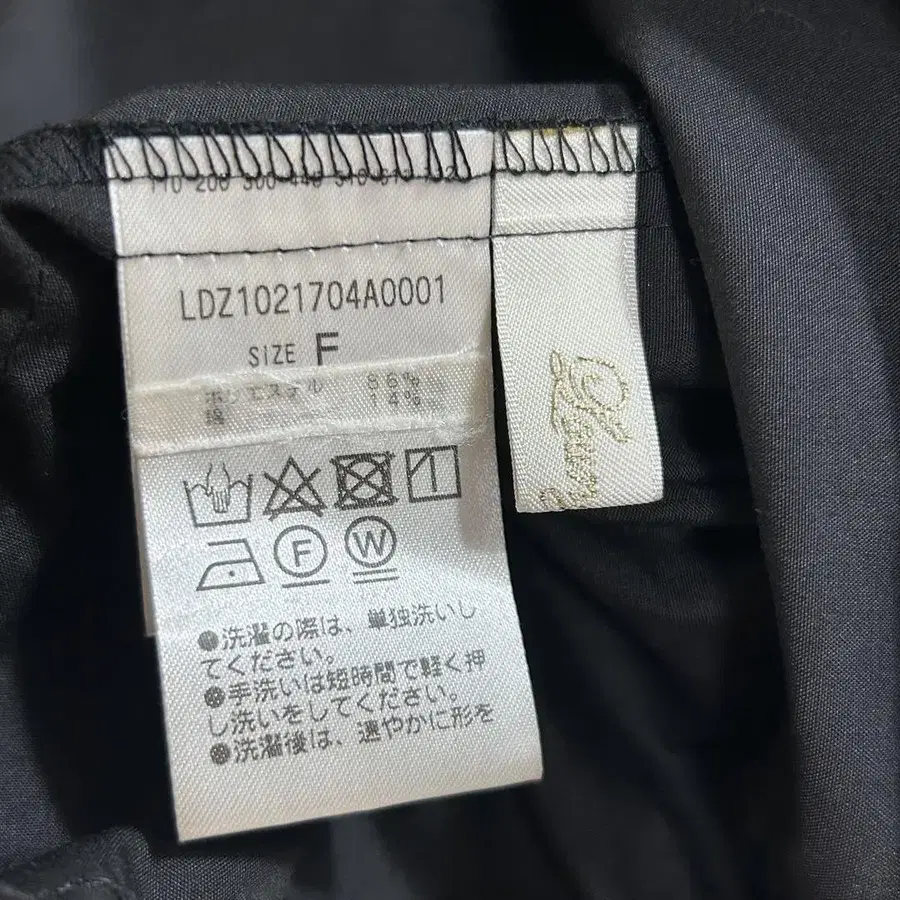 LDZ1021704A0001
SIZE F
ポリエステル 86%
綿 14%
F W
●洗濯の際は、単独洗いし
てください。
●手洗いは短時間で軽く押
し洗いをしてください。
●洗濯後は、速やかに形を